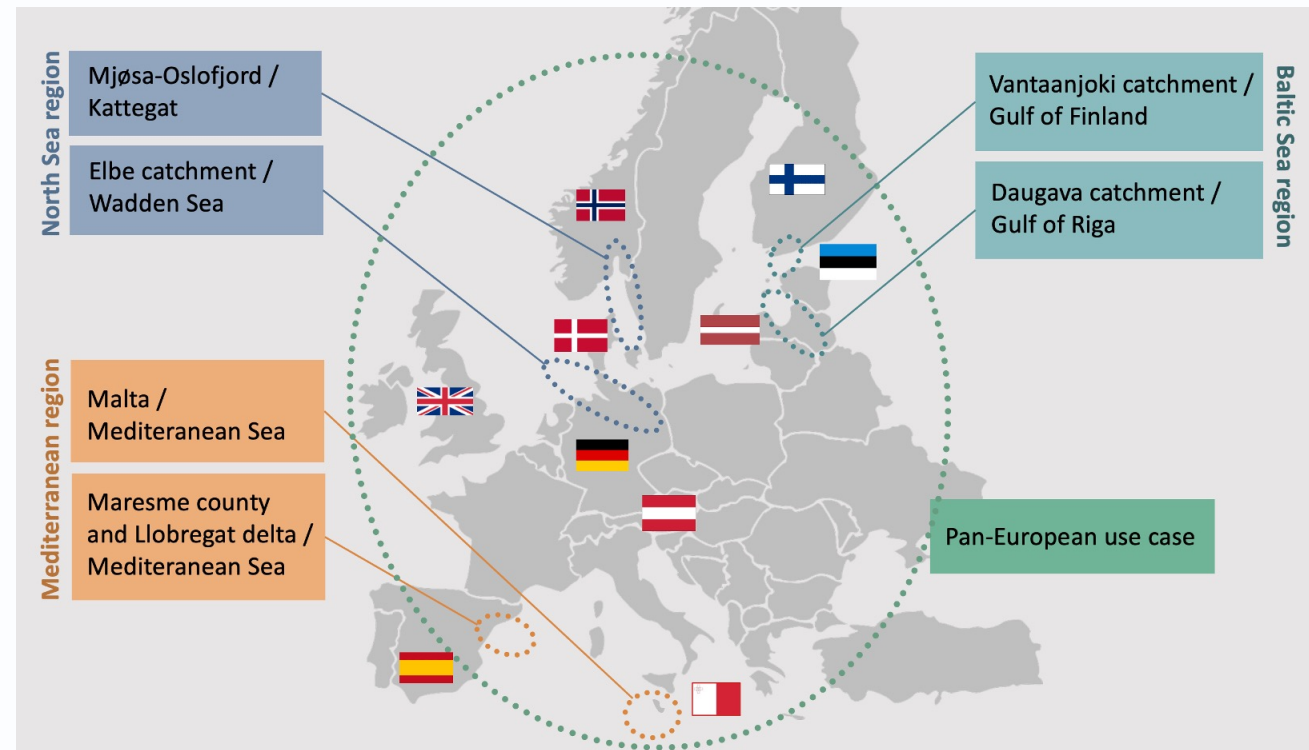 North Sea region
Mjøsa-Oslofjord /
Kattegat
Elbe catchment /
Wadden Sea
Mediterranean region
Malta /
Mediteranean Sea
Maresme county
and Llobregat delta /
Mediteranean Sea
Baltic Sea region
Vantaanjoki catchment /
Gulf of Finland
Daugava catchment /
Gulf of Riga
Pan-European use case